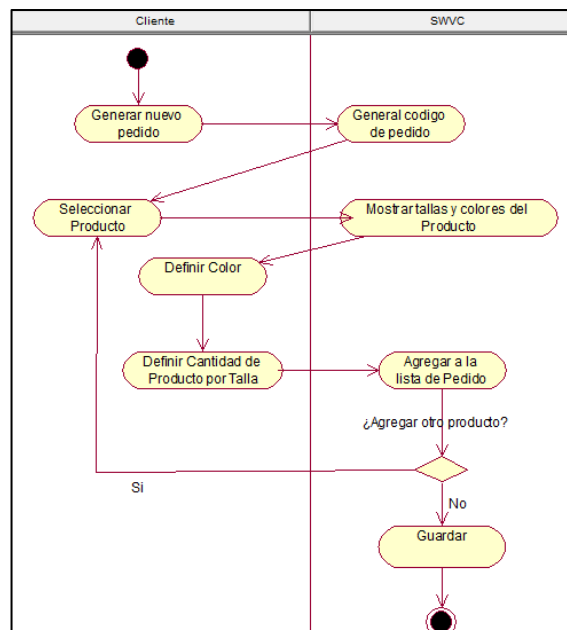 Cliente
SWVC
Generar nuevo
pedido
General codigo
de pedido
Seleccionar
Producto
Mostrar tallas y colores del
Producto
Definir Color
Definir Cantidad de
Producto por Talla
Agregar a la
lista de Pedido
¿Agregar otro producto?
Si
No
Guardar